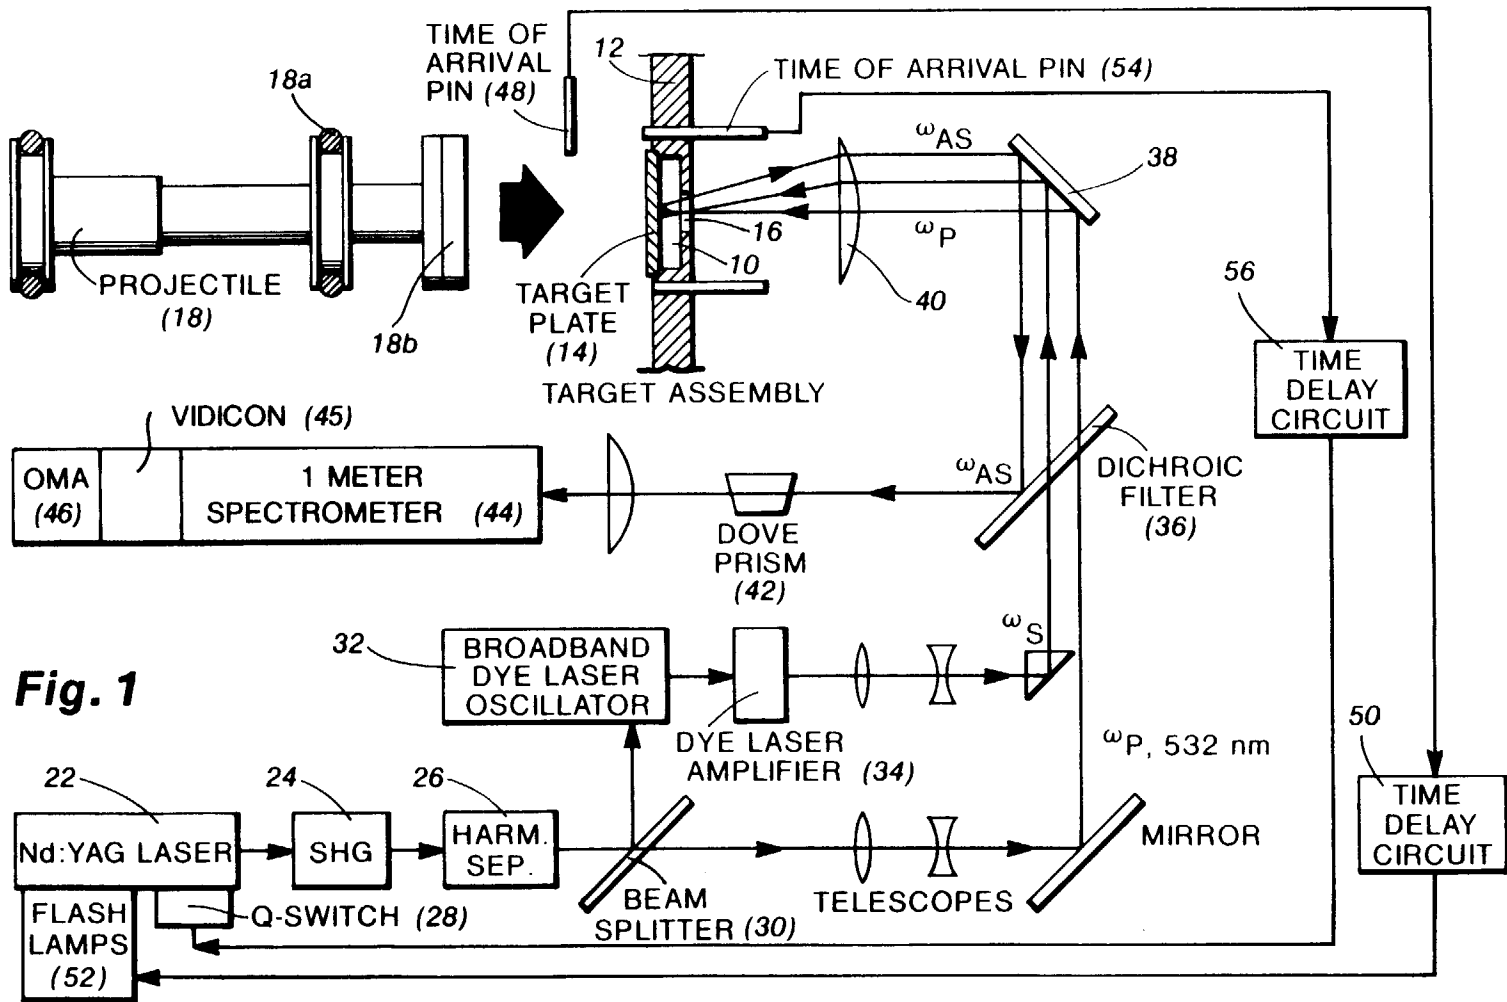 TIME OF
ARRIVAL
PIN (48)
12
TIME OF ARRIVAL PIN (54)
18a
ωAS
38
PROJECTILE
(18)
18b
TARGET
PLATE
(14)
16
10
ωP
40
TARGET ASSEMBLY
56
TIME
DELAY
CIRCUIT
VIDICON (45)
OMA
(46)
1 METER
SPECTROMETER (44)
DOVE
PRISM
(42)
ωAS
DICHROIC
FILTER
(36)
32
BROADBAND
DYE LASER
OSCILLATOR
ωS
Fig. 1
DYE LASER
AMPLIFIER (34)
ωP, 532 nm
50
TIME
DELAY
CIRCUIT
22
24
26
Nd:YAG LASER
SHG
HARM.
SEP.
MIRROR
FLASH
LAMPS
(52)
Q-SWITCH (28)
BEAM
SPLITTER (30)
TELESCOPES